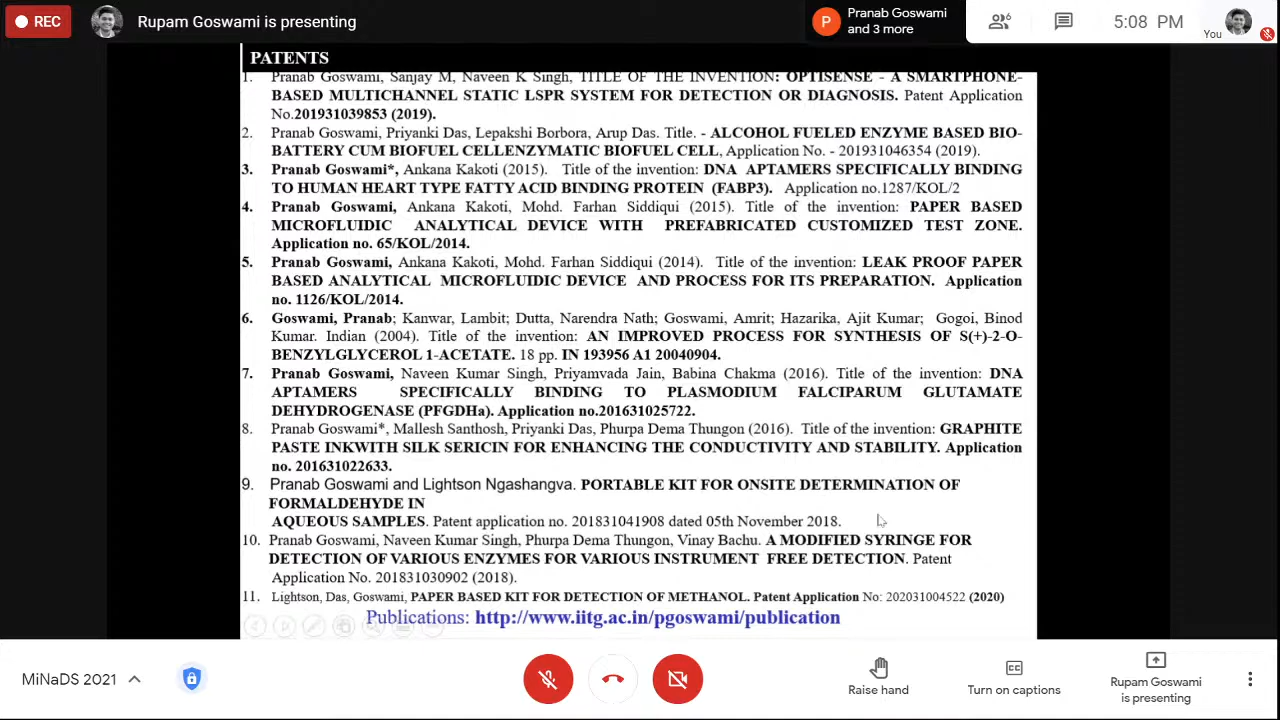 REC
Rupam Goswami is presenting
P
Pranab Goswami
and 3 more
6
5:08 PM
You
PATENTS
1. Pranab Goswami, Sanjay M, Naveen K Singh, TITLE OF THE INVENTION: OPTISENSE - A SMARTPHONE-
BASED MULTICHANNEL STATIC LSPR SYSTEM FOR DETECTION OR DIAGNOSIS. Patent Application
No.201931039853 (2019).
2. Pranab Goswami, Priyanki Das, Lepakshi Borbora, Arup Das. Title. - ALCOHOL FUELED ENZYME BASED BIO-
BATTERY CUM BIOFUEL CELLENZYMATIC BIOFUEL CELL, Application No. - 201931046354 (2019).
3. Pranab Goswami*, Ankana Kakoti (2015). Title of the invention: DNA APTAMERS SPECIFICALLY BINDING
TO HUMAN HEART TYPE FATTY ACID BINDING PROTEIN (FABP3). Application no.1287/KOL/2
4. Pranab Goswami, Ankana Kakoti, Mohd. Farhan Siddiqui (2015). Title of the invention: PAPER BASED
MICROFLUIDIC ANALYTICAL DEVICE WITH PREFABRICATED CUSTOMIZED TEST ZONE.
Application no. 65/KOL/2014.
5. Pranab Goswami, Ankana Kakoti, Mohd. Farhan Siddiqui (2014). Title of the invention: LEAK PROOF PAPER
BASED ANALYTICAL MICROFLUIDIC DEVICE AND PROCESS FOR ITS PREPARATION. Application
no. 1126/KOL/2014.
6. Goswami, Pranab; Kanwar, Lambit; Dutta, Narendra Nath; Goswami, Amrit; Hazarika, Ajit Kumar; Gogoi, Binod
Kumar. Indian (2004). Title of the invention: AN IMPROVED PROCESS FOR SYNTHESIS OF S(+)-2-O-
BENZYLGLYCEROL 1-ACETATE. 18 pp. IN 193956 A1 20040904.
7. Pranab Goswami, Naveen Kumar Singh, Priyamvada Jain, Babina Chakma (2016). Title of the invention: DNA
APTAMERS SPECIFICALLY BINDING TO PLASMODIUM FALCIPARUM GLUTAMATE
DEHYDROGENASE (PFGDHa). Application no.201631025722.
8. Pranab Goswami*, Mallesh Santhosh, Priyanki Das, Phurpa Dema Thungon (2016). Title of the invention: GRAPHITE
PASTE INKWITH SILK SERICIN FOR ENHANCING THE CONDUCTIVITY AND STABILITY. Application
no. 201631022633.
9. Pranab Goswami and Lightson Ngashangva. PORTABLE KIT FOR ONSITE DETERMINATION OF
FORMALDEHYDE IN
AQUEOUS SAMPLES. Patent application no. 201831041908 dated 05th November 2018.
10. Pranab Goswami, Naveen Kumar Singh, Phurpa Dema Thungon, Vinay Bachu. A MODIFIED SYRINGE FOR
DETECTION OF VARIOUS ENZYMES FOR VARIOUS INSTRUMENT FREE DETECTION. Patent
Application No. 201831030902 (2018).
11. Lightson, Das, Goswami, PAPER BASED KIT FOR DETECTION OF METHANOL. Patent Application No: 202031004522 (2020)
Publications: http://www.iitg.ac.in/pgoswami/publication
MiNaDS 2021
Raise hand
CC
Turn on captions
Rupam Goswami
is presenting